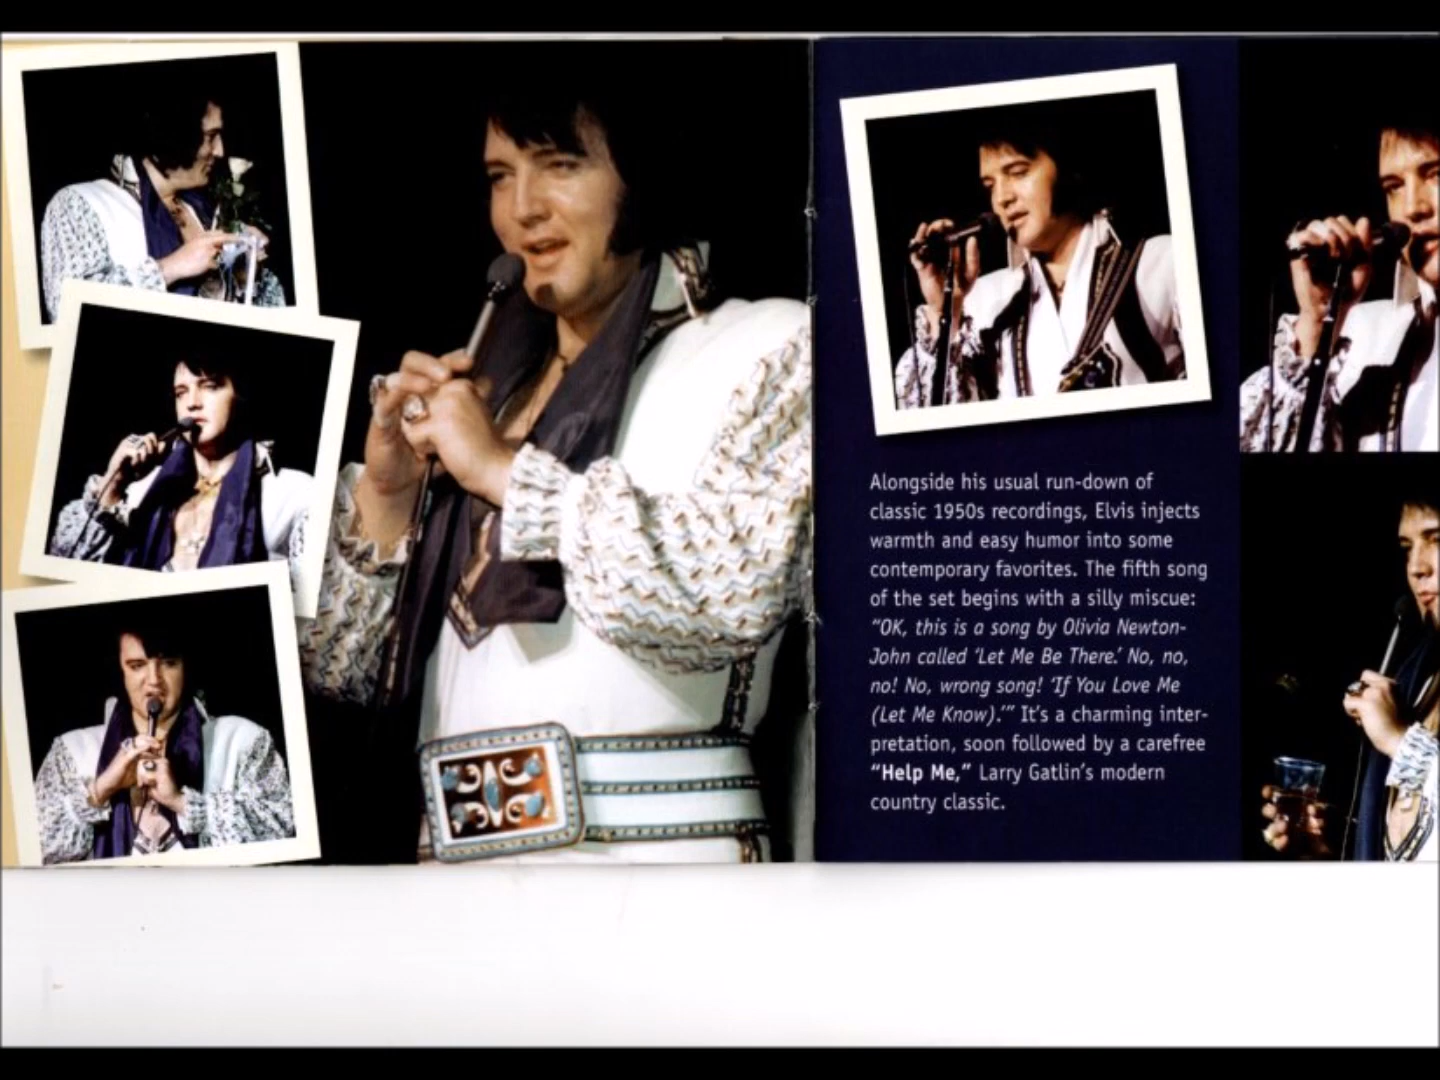 Alongside his usual run-down of
classic 1950s recordings, Elvis injects
warmth and easy humor into some
contemporary favorites. The fifth song
of the set begins with a silly miscue:
“OK, this is a song by Olivia Newton-
John called ‘Let Me Be There.’ No, no,
no! No, wrong song! ‘If You Love Me
(Let Me Know).’” It’s a charming inter-
pretation, soon followed by a carefree
“Help Me,” Larry Gatlin’s modern
country classic.